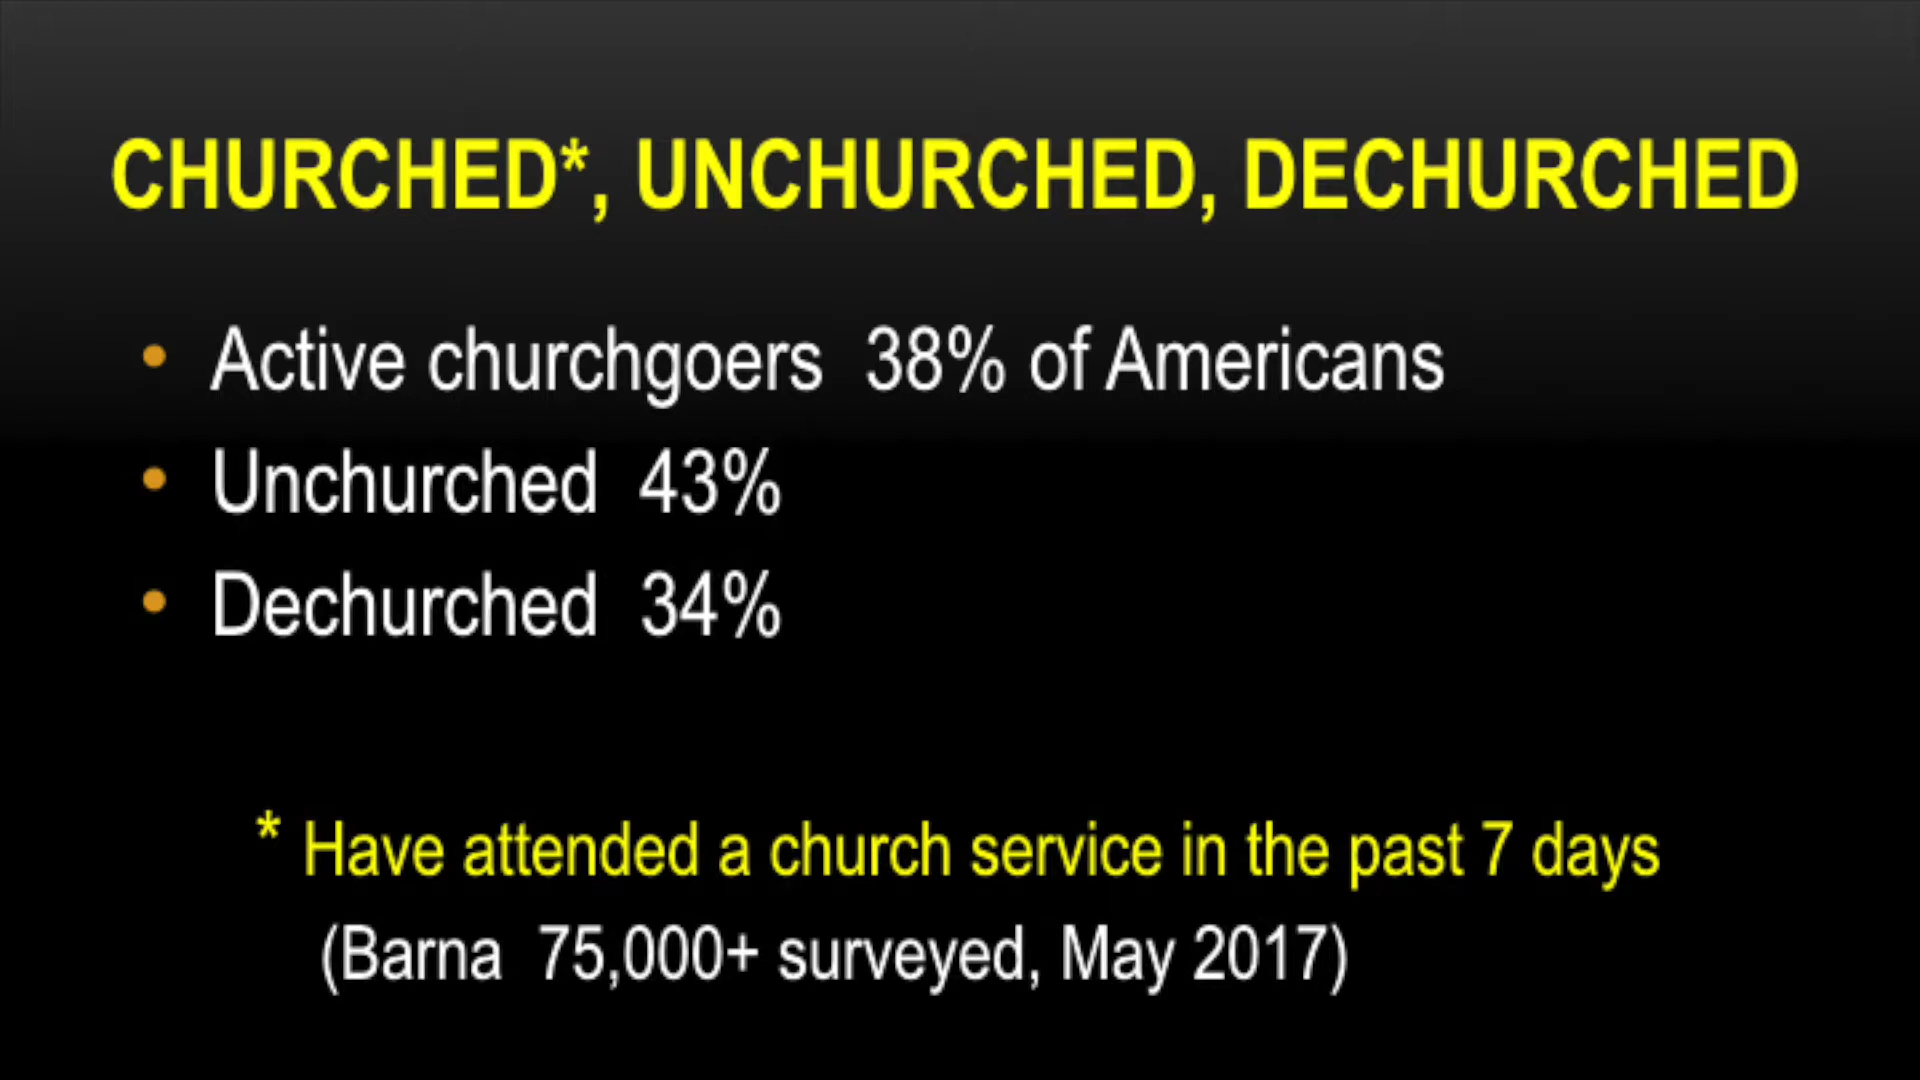 CHURCHED*, UNCHURCHED, DECHURCHED
• Active churchgoers 38% of Americans
• Unchurched 43%
• Dechurched 34%
* Have attended a church service in the past 7 days
(Barna 75,000+ surveyed, May 2017)